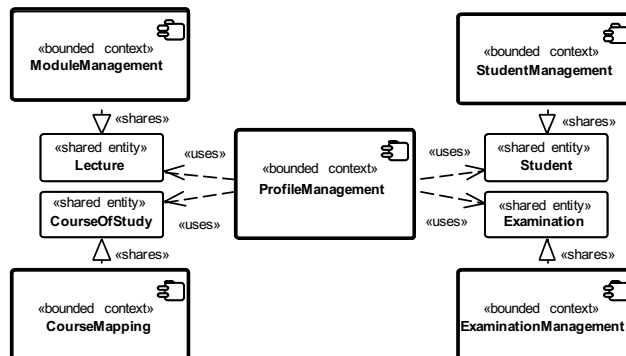 «bounded context»
ModuleManagement
«bounded context»
StudentManagement
«shares»
«shares»
«shared entity»
Lecture
«uses»
«bounded context»
ProfileManagement
«uses»
«shared entity»
Student
«shared entity»
CourseOfStudy
«uses»
«uses»
«shared entity»
Examination
«shares»
«shares»
«bounded context»
CourseMapping
«bounded context»
ExaminationManagement